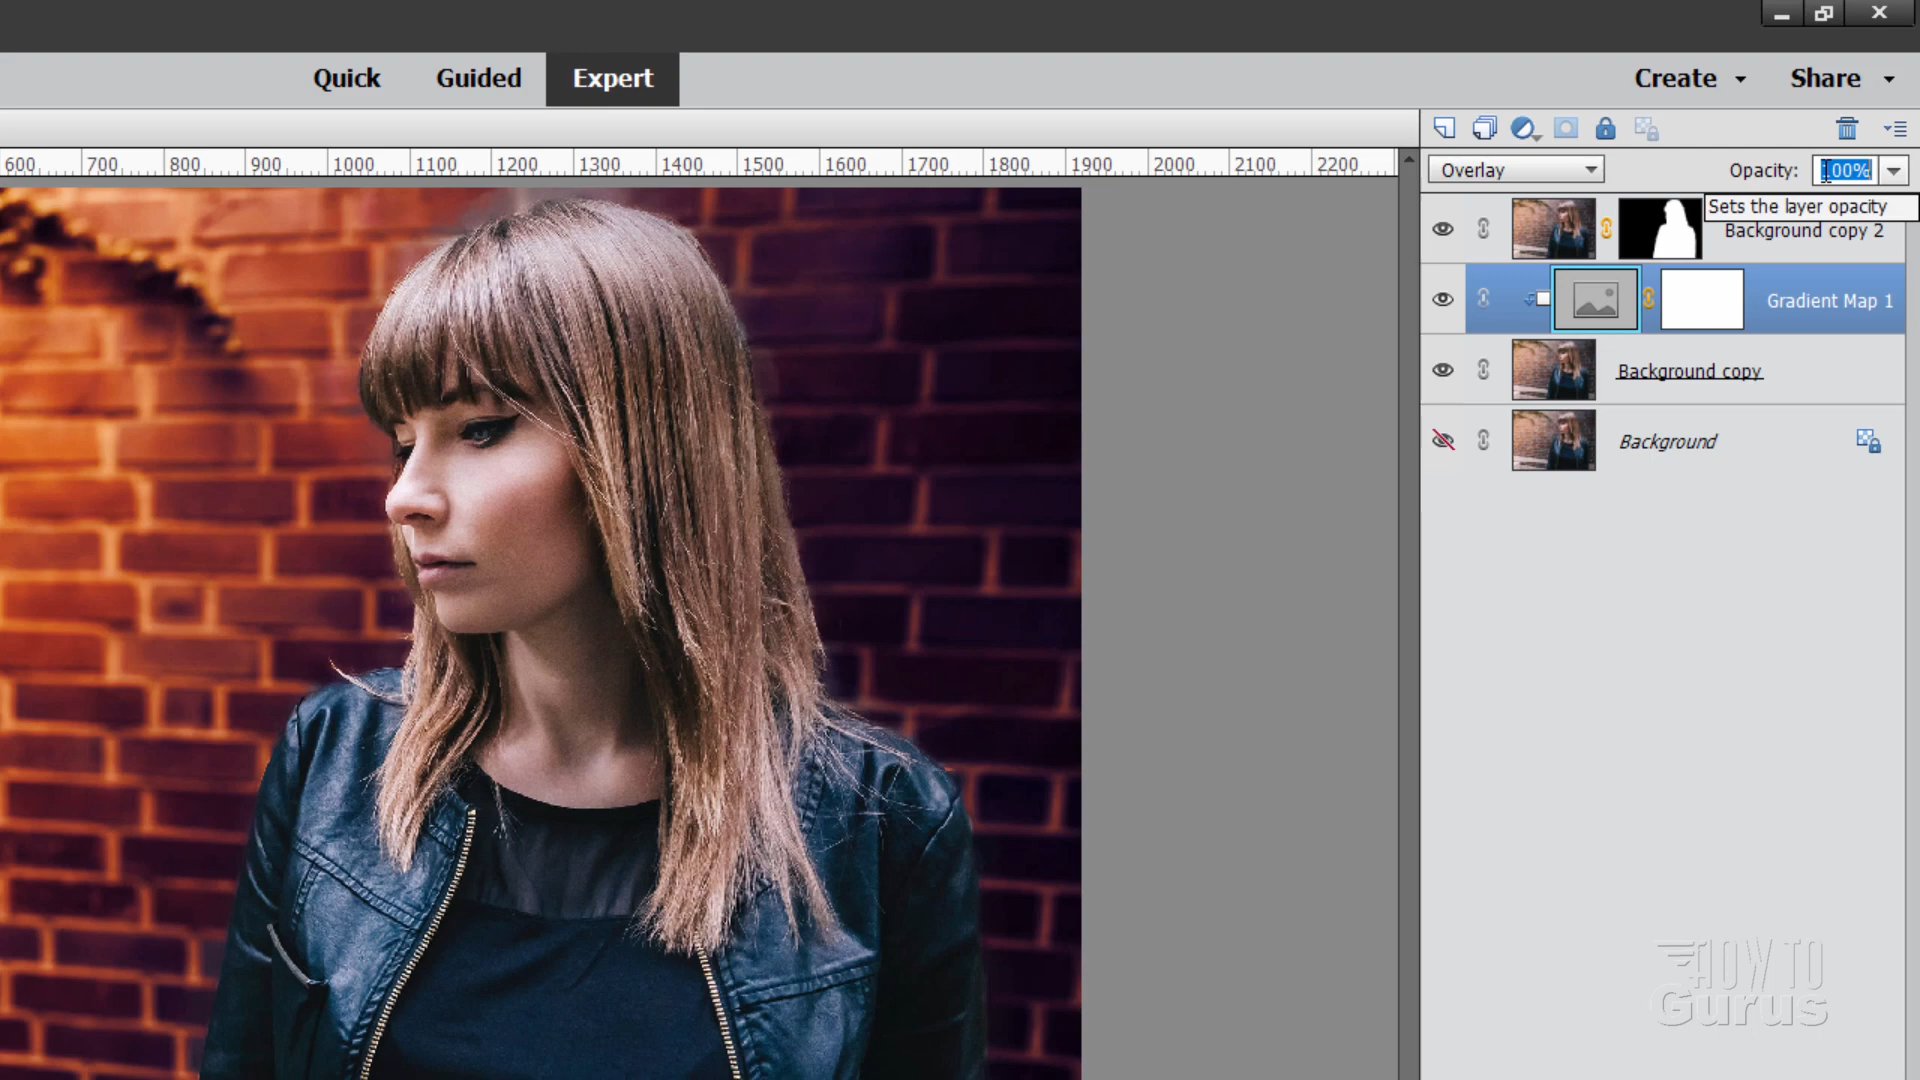 Quick Guided Expert Create Share
600 700 800 900 1000 1100 1200 1300 1400 1500 1600 1700 1800 1900 2000 2100 2200
Overlay Opacity: 100%
Sets the layer opacity
Background copy 2
Gradient Map 1
Background copy
Background
HOW TO
Gurus